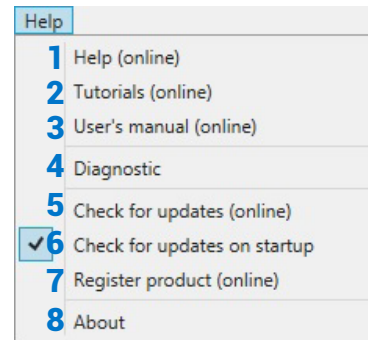 Help
1 Help (online)
2 Tutorials (online)
3 User's manual (online)
4 Diagnostic
5 Check for updates (online)
6 Check for updates on startup
7 Register product (online)
8 About